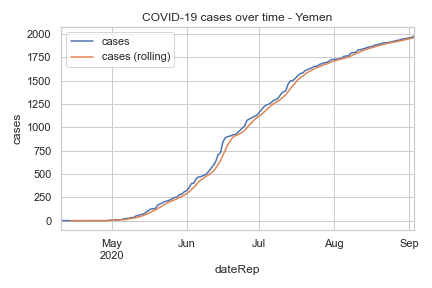 COVID-19 cases over time - Yemen
cases
cases (rolling)
2000
1750
1500
1250
1000
750
500
250
0
cases
May
2020
Jun
Jul
Aug
Sep
dateRep